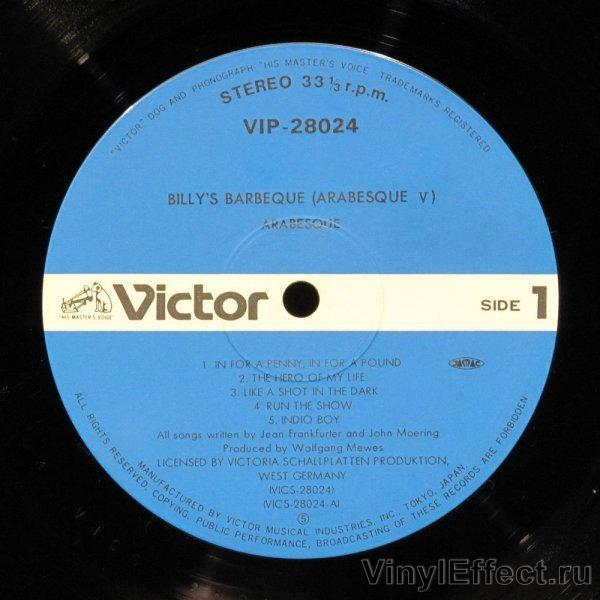 "VICTOR" DOG AND PHONOGRAPH "HIS MASTER'S VOICE" TRADEMARKS REGISTERED
STEREO 33 1/3 r.p.m.
VIP-28024
BILLY'S BARBEQUE (ARABESQUE V)
ARABESQUE
"HIS MASTER'S VOICE"
Victor
SIDE 1
1. IN FOR A PENNY, IN FOR A POUND
2. THE HERO OF MY LIFE
3. LIKE A SHOT IN THE DARK
4. RUN THE SHOW
5. INDIO BOY
JASRAC
All songs written by Jean Frankfurter and John Moering
Produced by Wolfgang Mewes
LICENSED BY VICTORIA SCHALLPLATTEN PRODUKTION,
WEST GERMANY
(VICS-28024)
(VICS-28024-A)
⑤
MANUFACTURED BY VICTOR MUSICAL INDUSTRIES, INC., TOKYO, JAPAN.
ALL RIGHTS RESERVED. COPYING, PUBLIC PERFORMANCE, BROADCASTING OF THESE RECORDS ARE FORBIDDEN
VinylEffect.ru